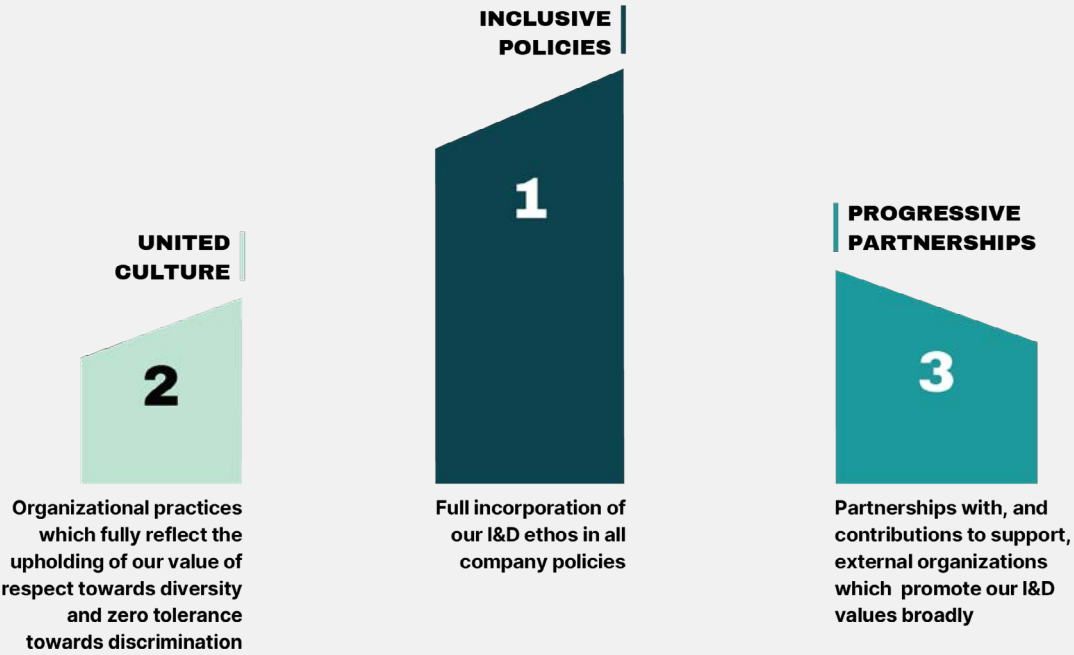 INCLUSIVE
POLICIES
1
Full incorporation of
our I&D ethos in all
company policies
UNITED
CULTURE
2
Organizational practices
which fully reflect the
upholding of our value of
respect towards diversity
and zero tolerance
towards discrimination
PROGRESSIVE
PARTNERSHIPS
3
Partnerships with, and
contributions to support,
external organizations
which  promote our I&D
values broadly